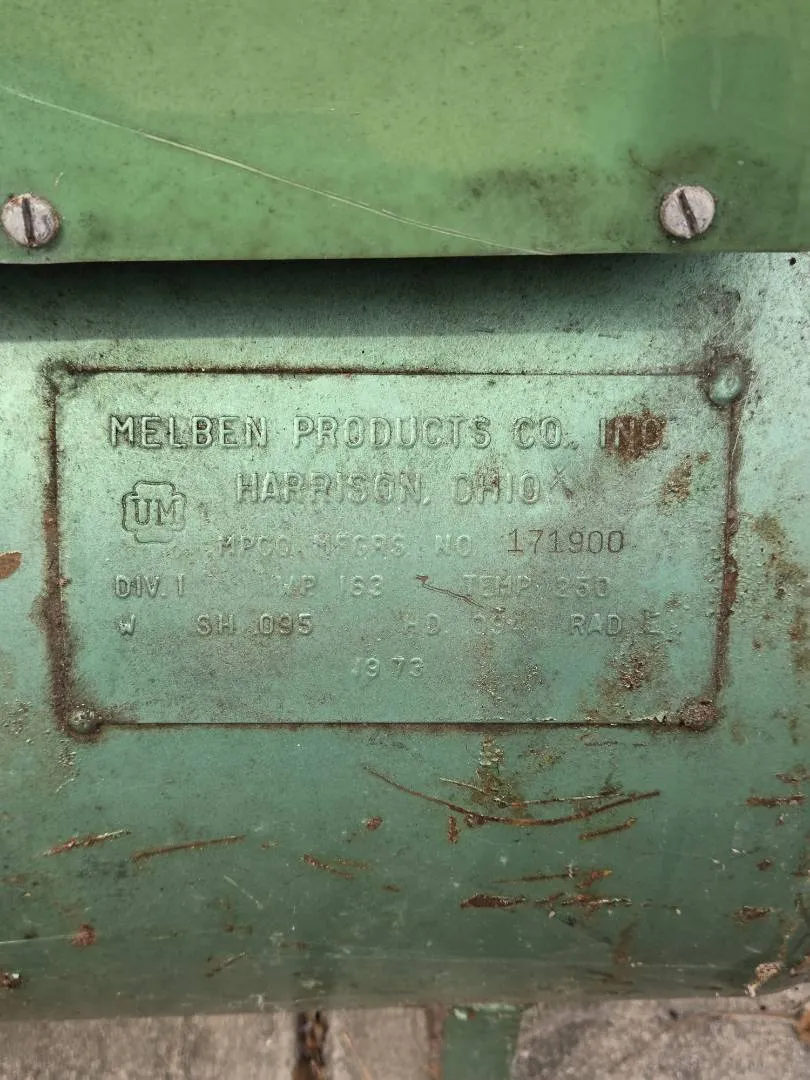 MELBEN PRODUCTS CO., INC.
HARRISON, OHIO
UM
MPCO MFGRS NO. 171900
DIV. 1 WP 163 TEMP 250
W SH .095 HD RAD E
1973